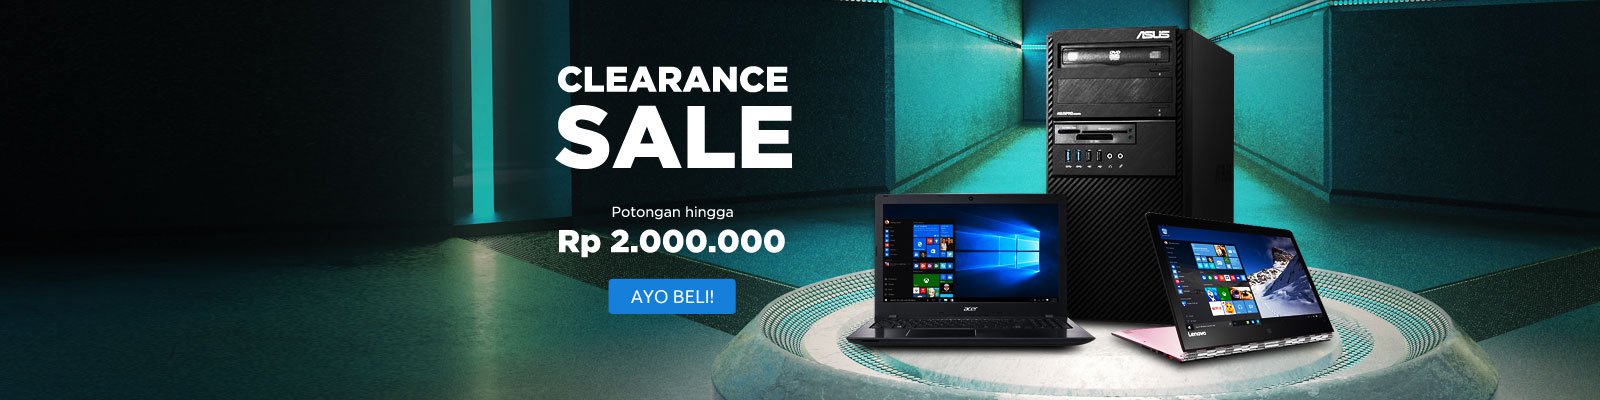 CLEARANCE
SALE
Potongan hingga
Rp 2.000.000
AYO BELI!
ASUS
acer
Lenovo